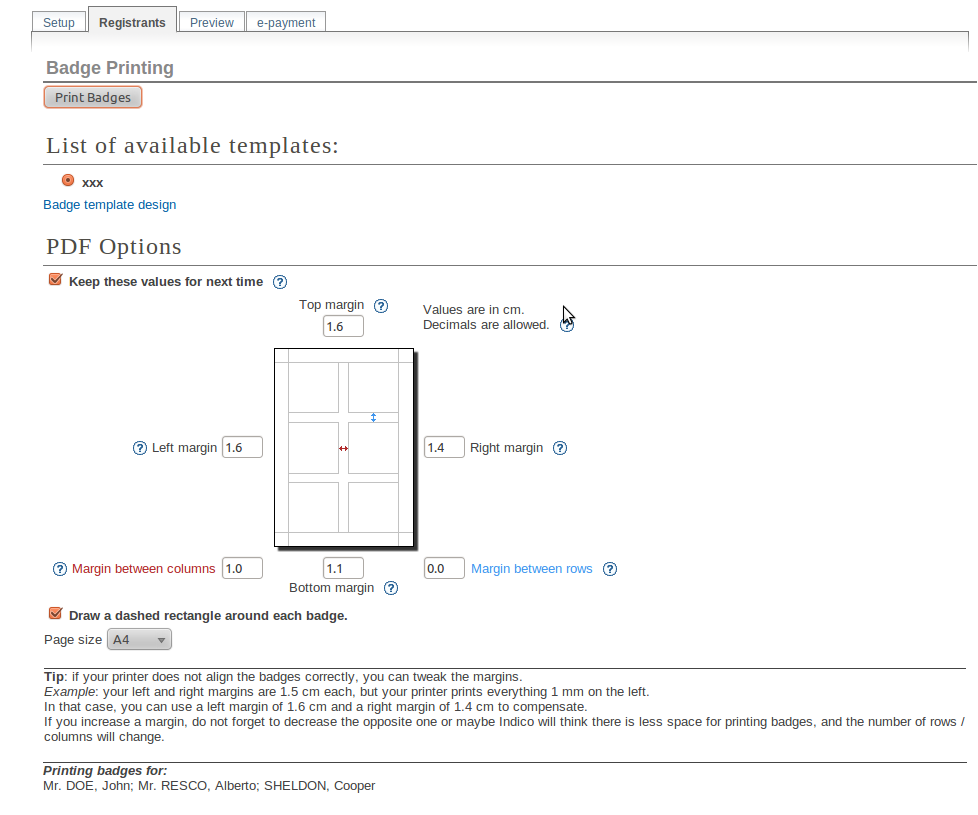 Setup Registrants Preview e-payment
Badge Printing
Print Badges
List of available templates:
xxx
Badge template design
PDF Options
Keep these values for next time ?
Top margin ?
1.6
Values are in cm.
Decimals are allowed. ?
? Left margin 1.6
1.4 Right margin ?
? Margin between columns 1.0
1.1
0.0 Margin between rows ?
Bottom margin ?
Draw a dashed rectangle around each badge.
Page size A4
Tip: if your printer does not align the badges correctly, you can tweak the margins.
Example: your left and right margins are 1.5 cm each, but your printer prints everything 1 mm on the left.
In that case, you can use a left margin of 1.6 cm and a right margin of 1.4 cm to compensate.
If you increase a margin, do not forget to decrease the opposite one or maybe Indico will think there is less space for printing badges, and the number of rows /
columns will change.
Printing badges for:
Mr. DOE, John; Mr. RESCO, Alberto; SHELDON, Cooper